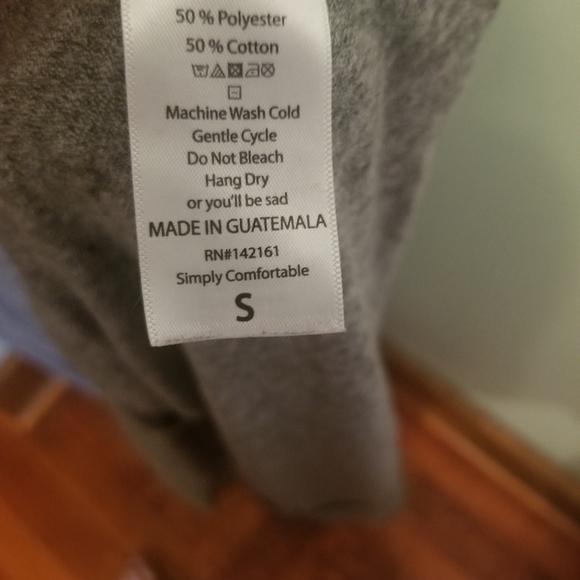 50 % Polyester
50 % Cotton
Machine Wash Cold
Gentle Cycle
Do Not Bleach
Hang Dry
or you'll be sad
MADE IN GUATEMALA
RN#142161
Simply Comfortable
S